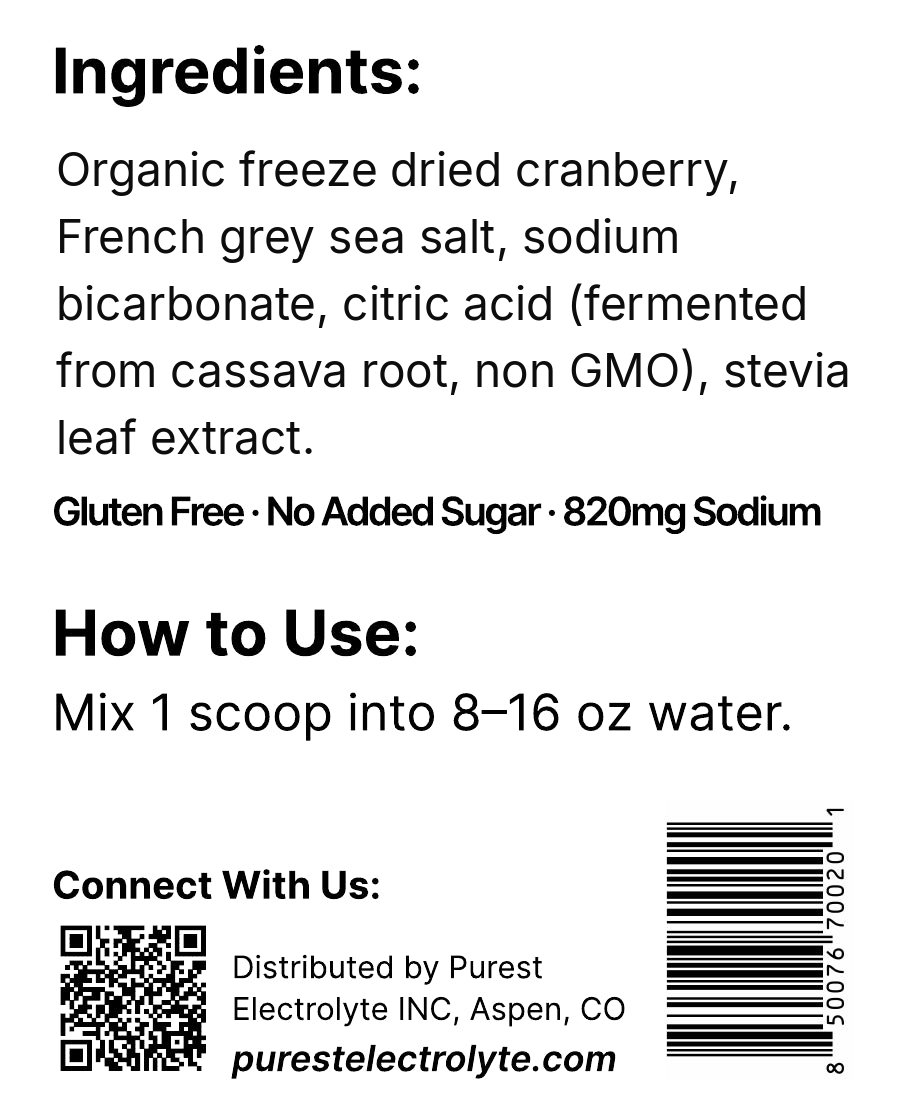 Ingredients:
Organic freeze dried cranberry,
French grey sea salt, sodium
bicarbonate, citric acid (fermented
from cassava root, non GMO), stevia
leaf extract.
Gluten Free · No Added Sugar · 820mg Sodium
How to Use:
Mix 1 scoop into 8–16 oz water.
Connect With Us:
Distributed by Purest
Electrolyte INC, Aspen, CO
purestelectrolyte.com
8 50076 70020 1